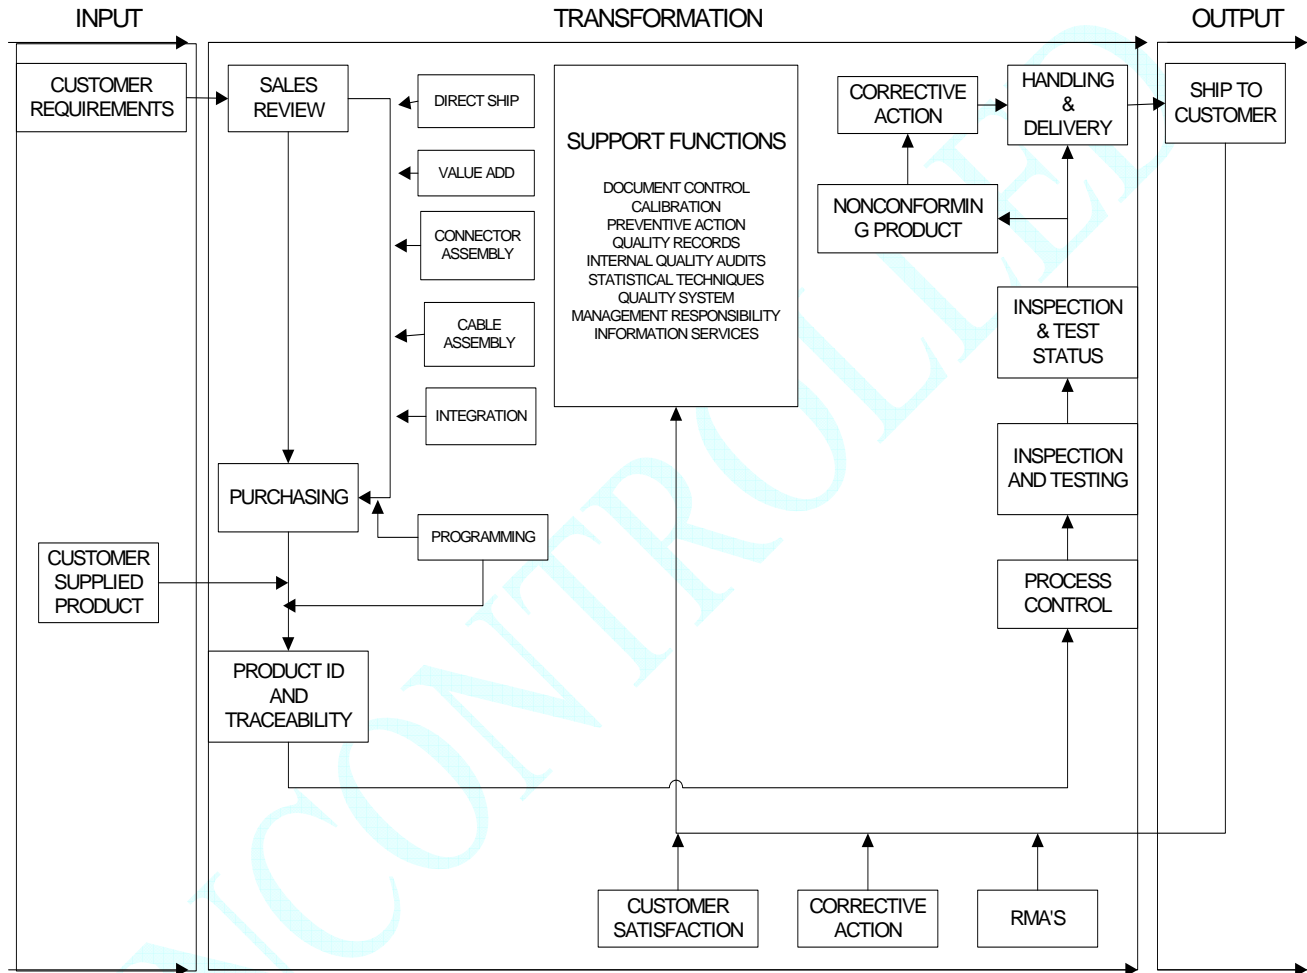 INPUT
TRANSFORMATION
OUTPUT
CUSTOMER
REQUIREMENTS
SALES
REVIEW
DIRECT SHIP
VALUE ADD
CONNECTOR
ASSEMBLY
CABLE
ASSEMBLY
INTEGRATION
SUPPORT FUNCTIONS
DOCUMENT CONTROL
CALIBRATION
PREVENTIVE ACTION
QUALITY RECORDS
INTERNAL QUALITY AUDITS
STATISTICAL TECHNIQUES
QUALITY SYSTEM
MANAGEMENT RESPONSIBILITY
INFORMATION SERVICES
CORRECTIVE
ACTION
HANDLING
&
DELIVERY
SHIP TO
CUSTOMER
NONCONFORMIN
G PRODUCT
INSPECTION
& TEST
STATUS
INSPECTION
AND TESTING
PURCHASING
PROGRAMMING
CUSTOMER
SUPPLIED
PRODUCT
PROCESS
CONTROL
PRODUCT ID
AND
TRACEABILITY
CUSTOMER
SATISFACTION
CORRECTIVE
ACTION
RMA'S
NCONTROLLED